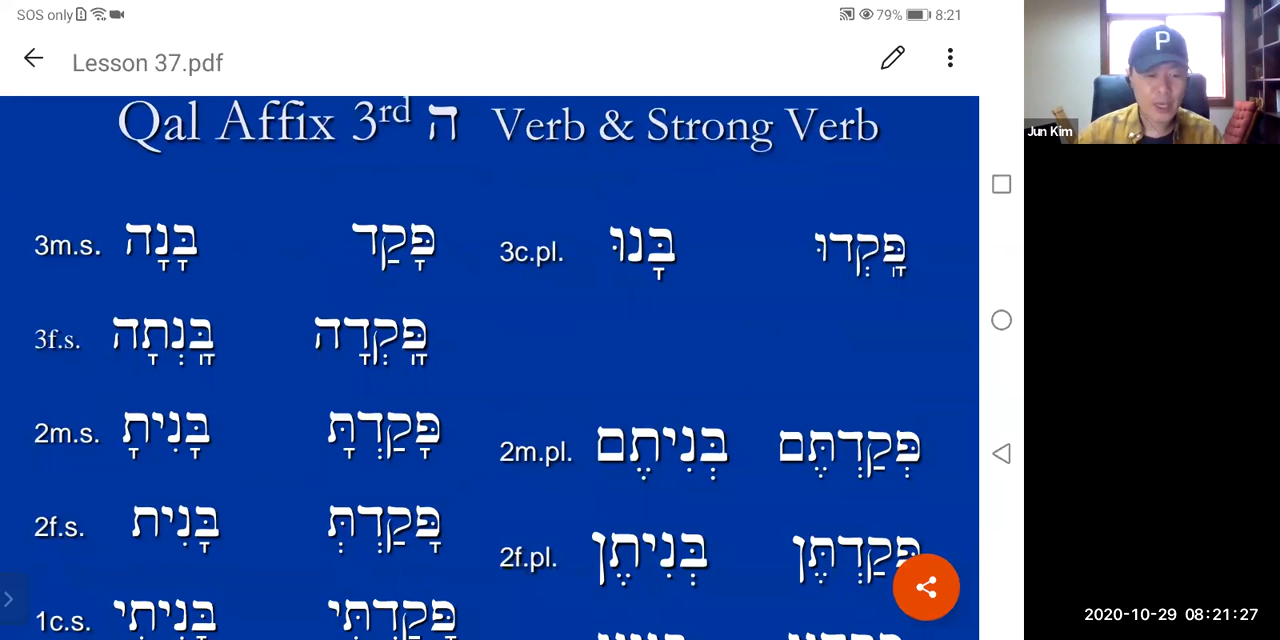 SOS only 79% 8:21
Lesson 37.pdf
P
Jun Kim
Qal Affix 3rd ה Verb & Strong Verb
3m.s. בָּנָה פָּקַד 3c.pl. בָּנוּ פָּֽקְדוּ
3f.s. בָּֽנְתָה פָּֽקְדָה
2m.s. בָּנִיתָ פָּקַדְתָּ 2m.pl. בְּנִיתֶם פְּקַדְתֶּם
2f.s. בָּנִית פָּקַדְתְּ 2f.pl. בְּנִיתֶן פְּקַדְתֶּן
1c.s. בָּנִיתִי פָּקַדְתִּי
2020-10-29 08:21:27